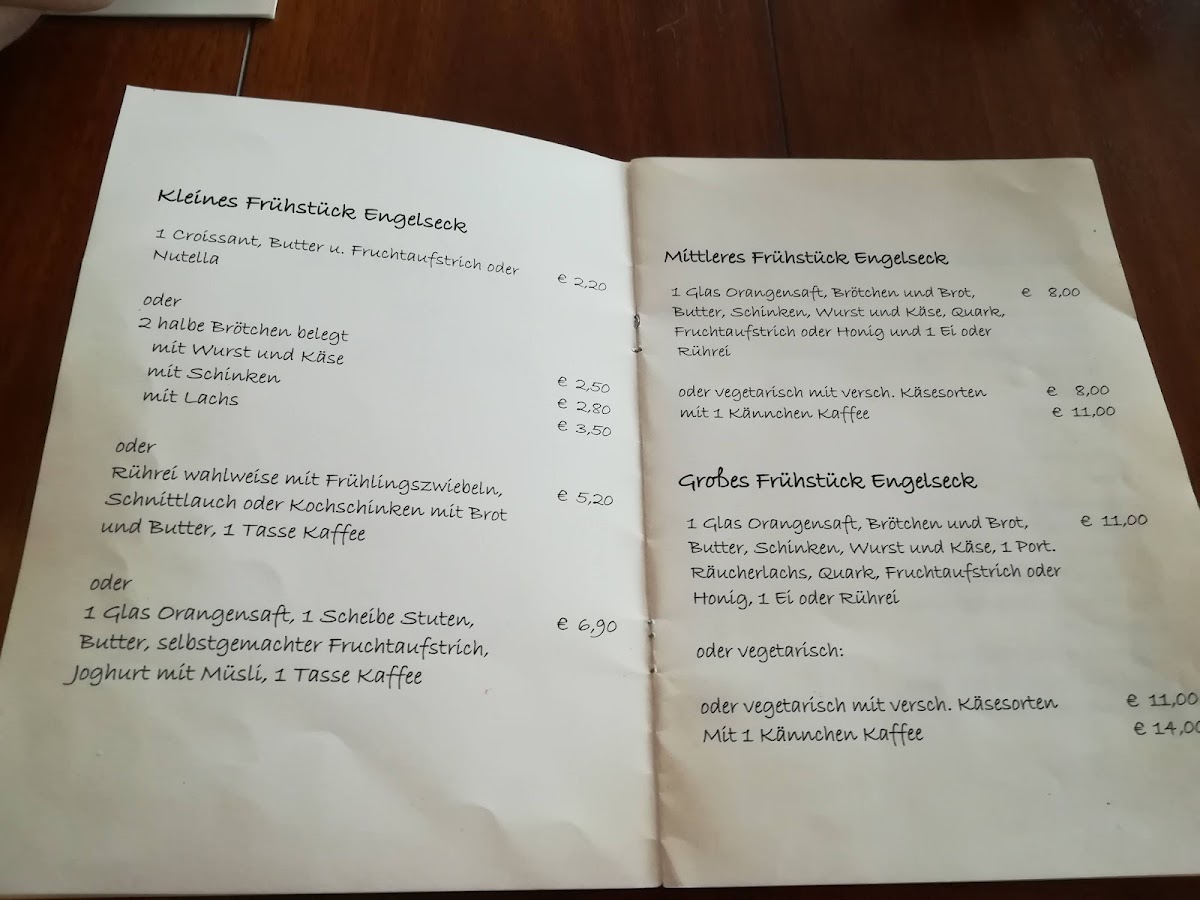 Kleines Frühstück Engelseck
1 Croissant, Butter u. Fruchtaufstrich oder
Nutella € 2,20
oder
2 halbe Brötchen belegt
mit Wurst und Käse € 2,50
mit Schinken € 2,80
mit Lachs € 3,50
oder
Rührei wahlweise mit Frühlingszwiebeln, € 5,20
Schnittlauch oder Kochschinken mit Brot
und Butter, 1 Tasse Kaffee
oder
1 Glas Orangensaft, 1 Scheibe Stuten, € 6,90
Butter, selbstgemachter Fruchtaufstrich,
Joghurt mit Müsli, 1 Tasse Kaffee
Mittleres Frühstück Engelseck
1 Glas Orangensaft, Brötchen und Brot, € 8,00
Butter, Schinken, Wurst und Käse, Quark,
Fruchtaufstrich oder Honig und 1 Ei oder
Rührei
oder vegetarisch mit versch. Käsesorten € 8,00
mit 1 Kännchen Kaffee € 11,00
Großes Frühstück Engelseck
1 Glas Orangensaft, Brötchen und Brot, € 11,00
Butter, Schinken, Wurst und Käse, 1 Port.
Räucherlachs, Quark, Fruchtaufstrich oder
Honig, 1 Ei oder Rührei
oder vegetarisch:
oder vegetarisch mit versch. Käsesorten € 11,00
Mit 1 Kännchen Kaffee € 14,00